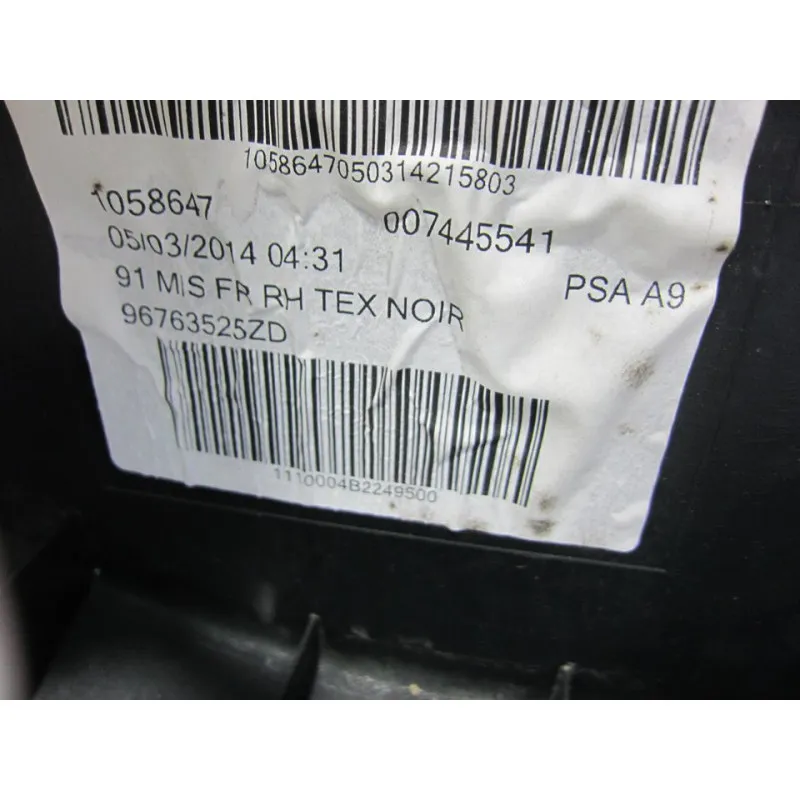 1058647050314215803
1058647 007445541
05/03/2014 04:31
91 MIS FR RH TEX NOIR PSA A9
96763525ZD
1110004B2249500